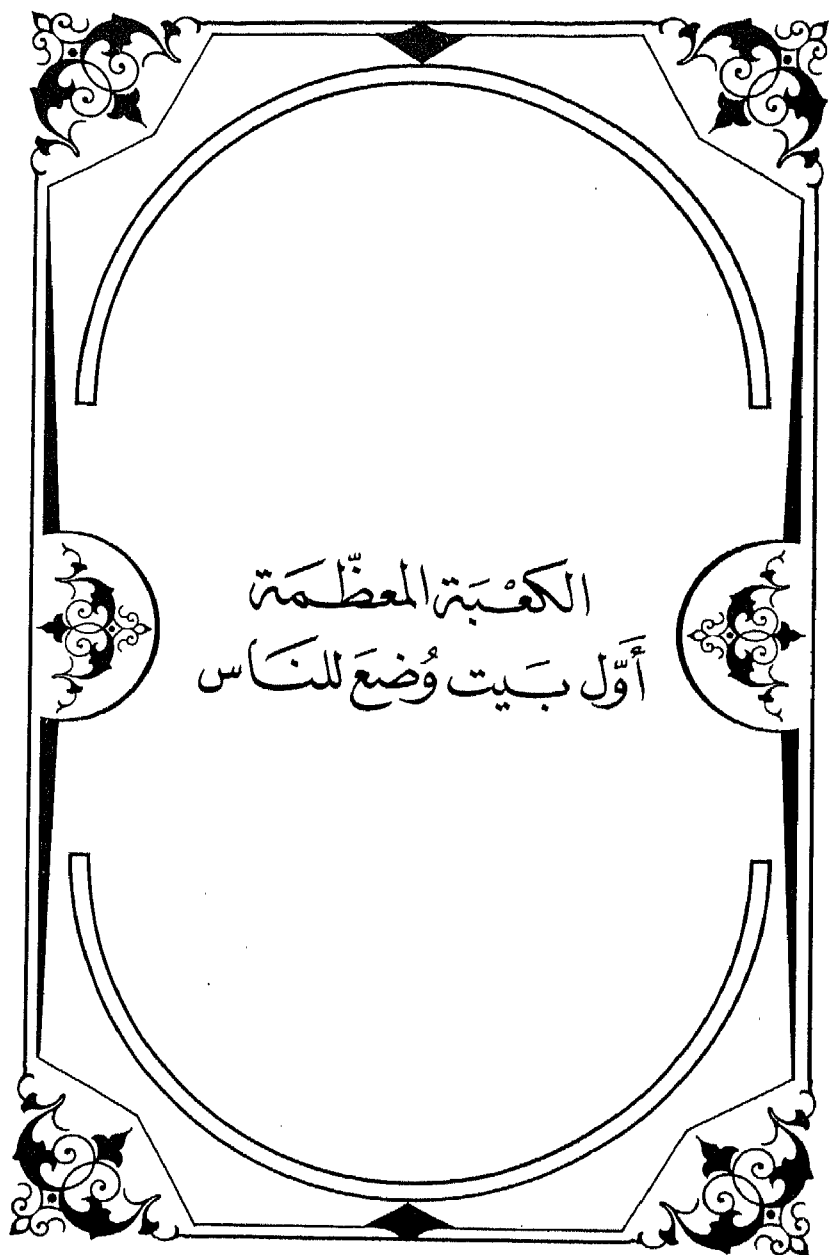 الكعْبَة المعظّمَة
أَوّل بَيت وُضعَ للنَاس